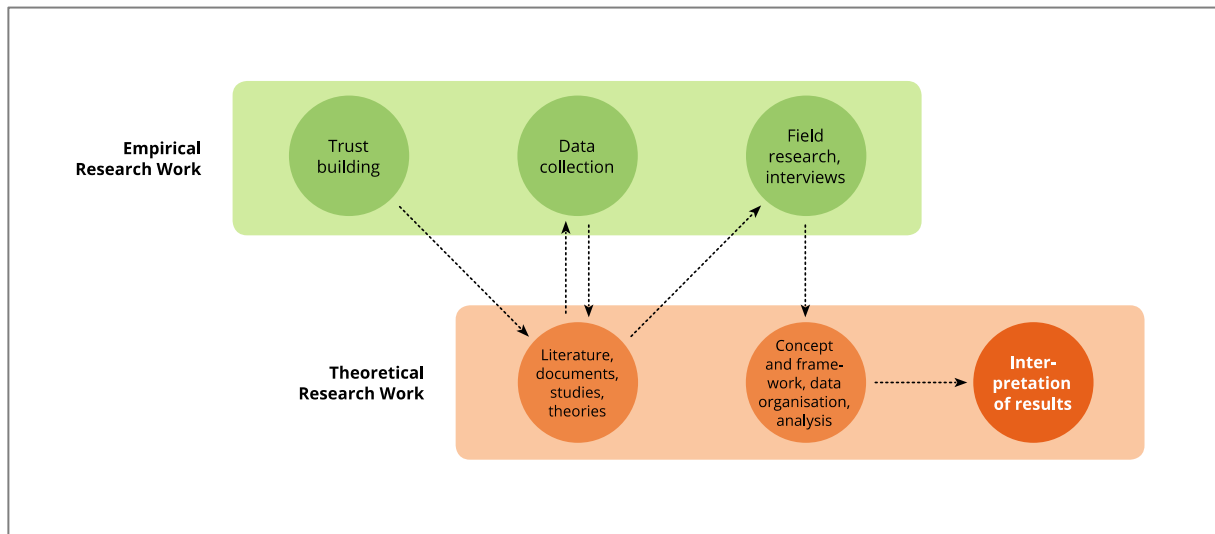 Empirical
Research Work
Trust
building
Data
collection
Field
research,
interviews
Theoretical
Research Work
Literature,
documents,
studies,
theories
Concept
and frame-
work, data
organisation,
analysis
Inter-
pretation
of results